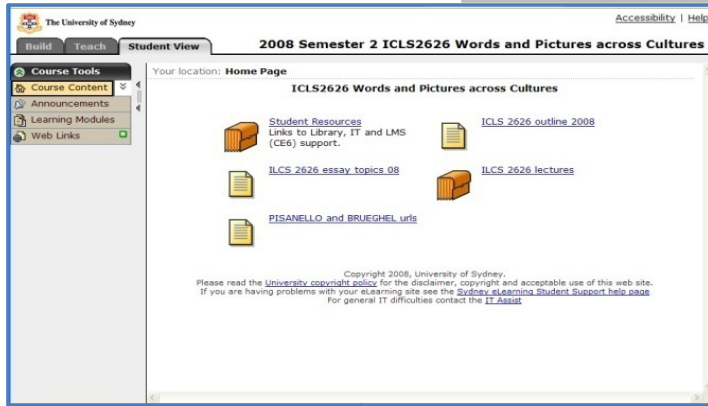 The University of Sydney
Accessibility | Help
Build Teach Student View
2008 Semester 2 ICLS2626 Words and Pictures across Cultures
Course Tools
Course Content
Announcements
Learning Modules
Web Links
Your location: Home Page
ICLS2626 Words and Pictures across Cultures
Student Resources
Links to Library, IT and LMS
(CE6) support.
ICLS 2626 outline 2008
ILCS 2626 essay topics 08
ILCS 2626 lectures
PISANELLO and BRUEGHEL urls
Copyright 2008, University of Sydney.
Please read the University copyright policy for the disclaimer, copyright and acceptable use of this web site.
If you are having problems with your eLearning site see the Sydney eLearning Student Support help page
For general IT difficulties contact the IT Assist